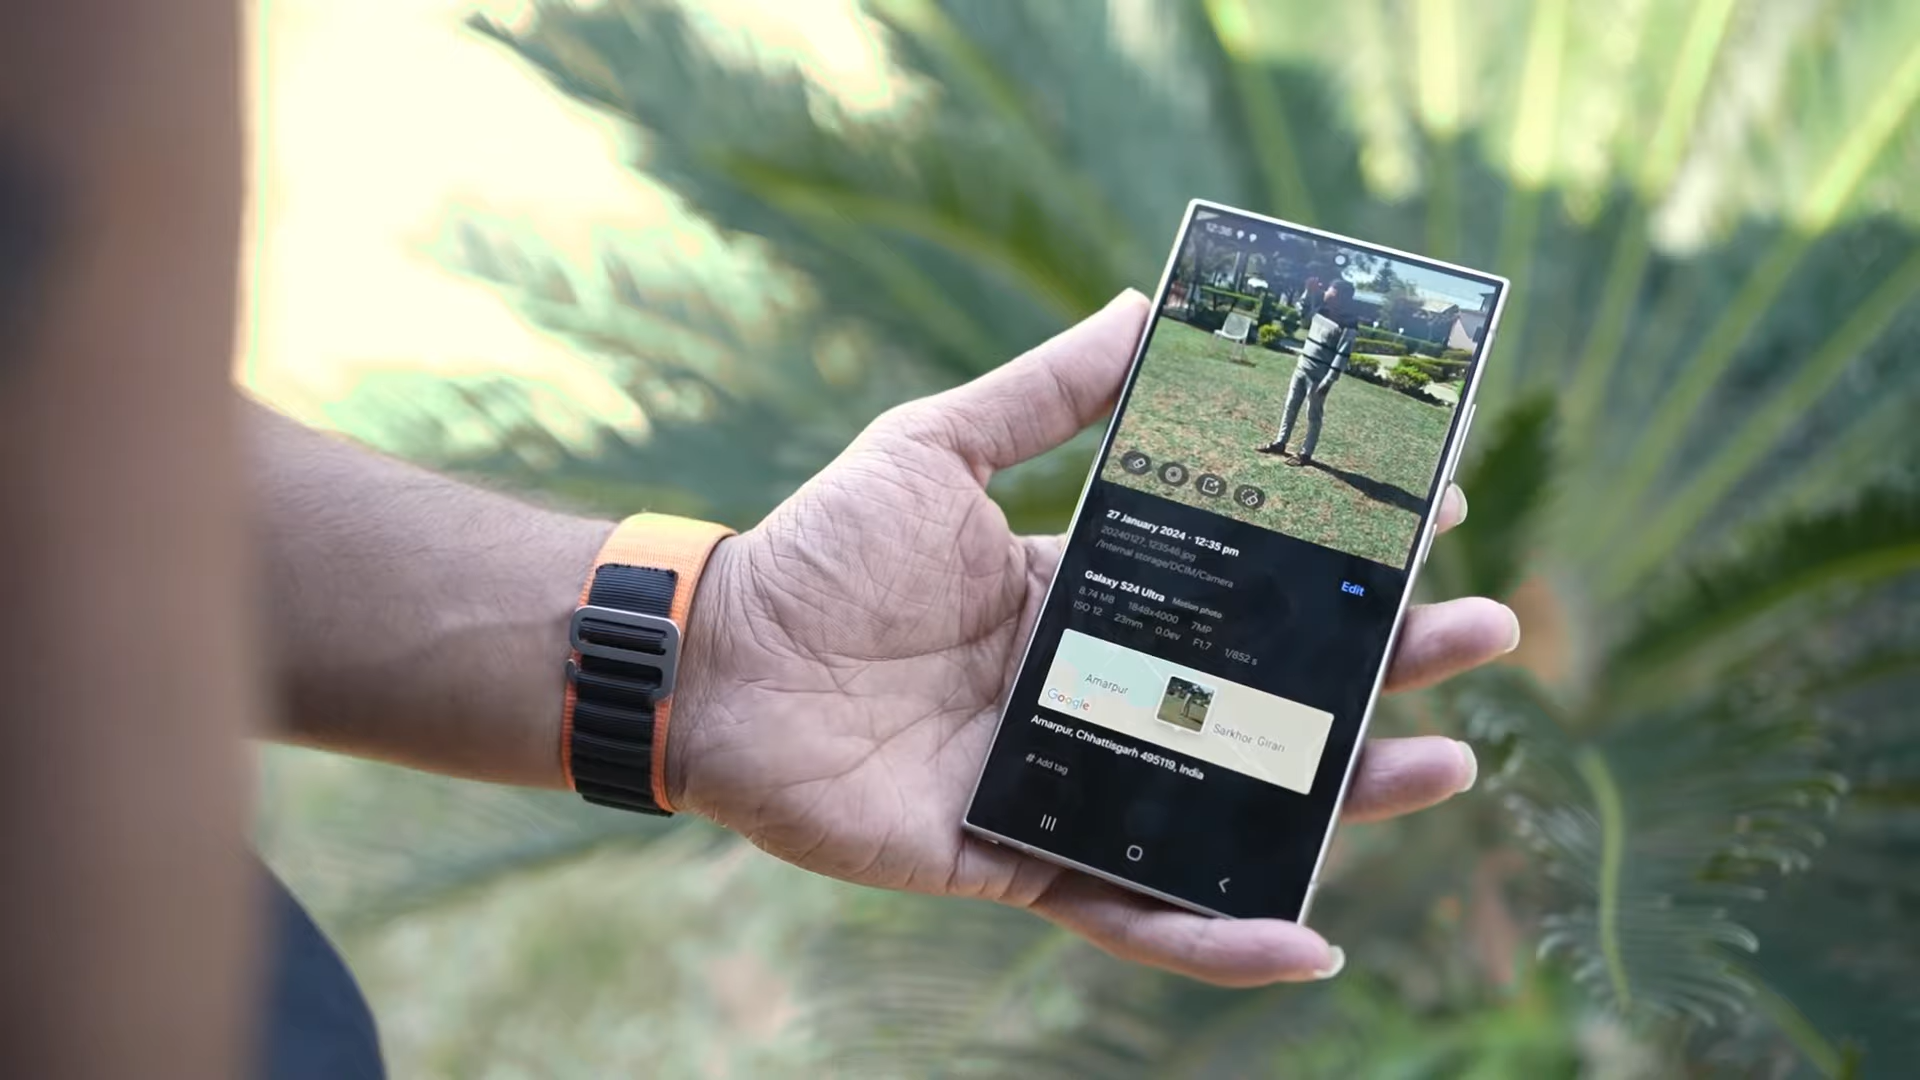 12:36
27 January 2024 · 12:35 pm
20240127_123546.jpg
/Internal storage/DCIM/Camera
Edit
Galaxy S24 Ultra Motion photo
8.74 MB 1848x4000 7MP
ISO 12 23mm 0.0ev F1.7 1/852 s
Amarpur
Google
Sarkhor Girari
Amarpur, Chhattisgarh 495119, India
# Add tag